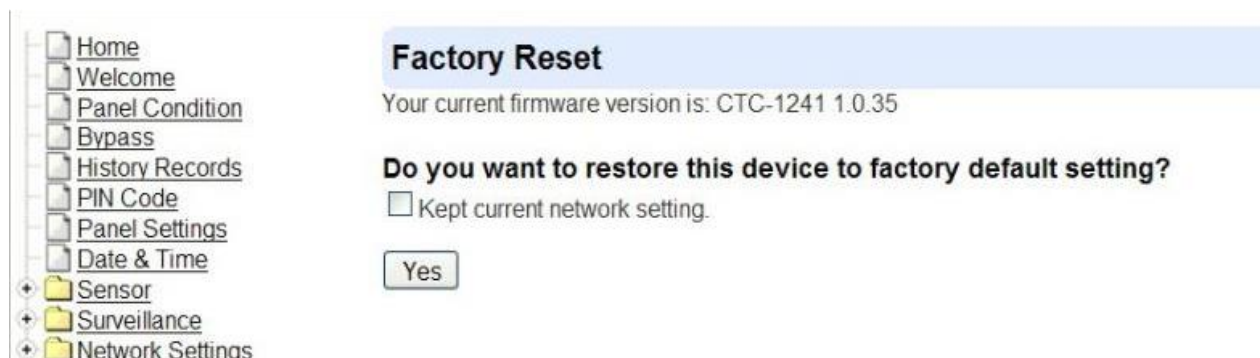 Home
Welcome
Panel Condition
Bypass
History Records
PIN Code
Panel Settings
Date & Time
Sensor
Surveillance
Network Settings
Factory Reset
Your current firmware version is: CTC-1241 1.0.35
Do you want to restore this device to factory default setting?
Kept current network setting.
Yes